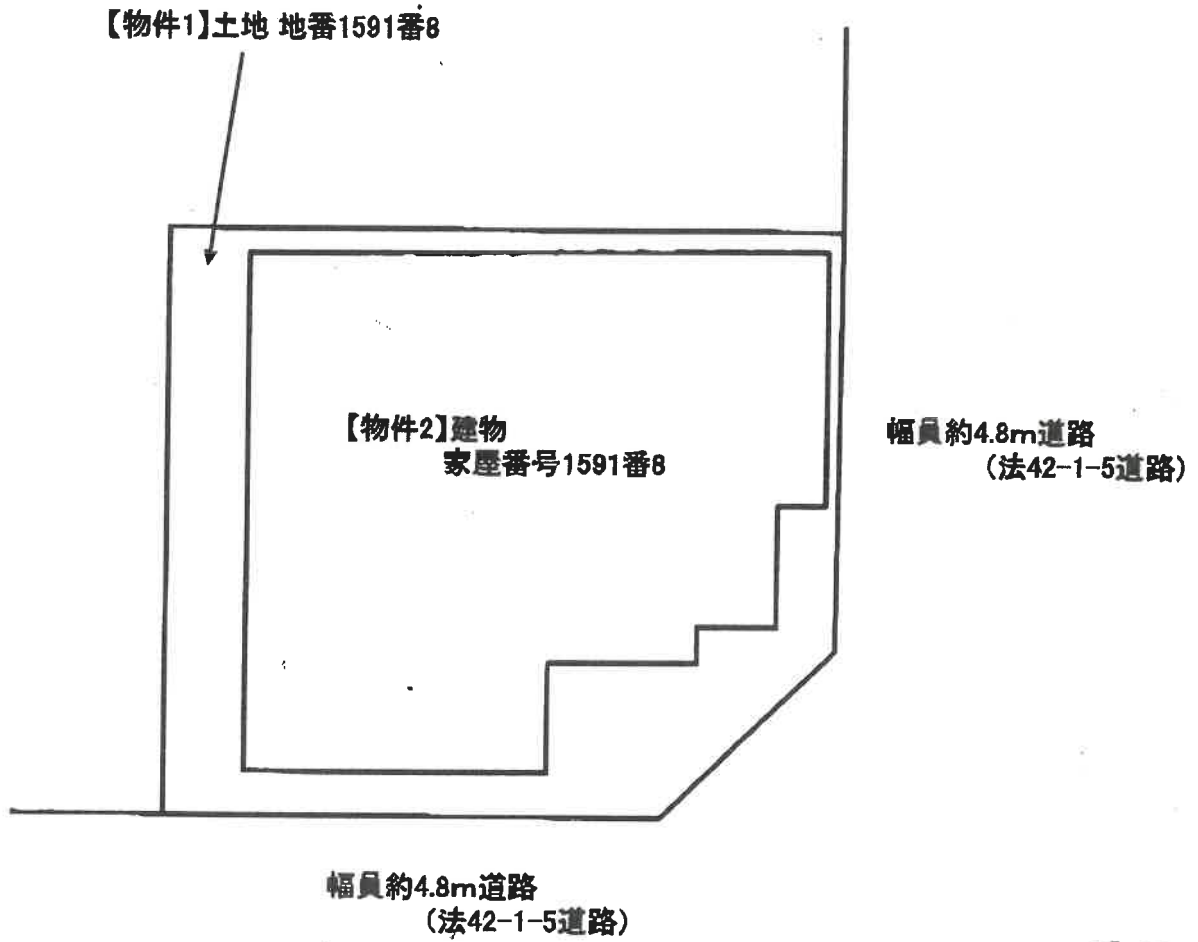 【物件1】土地 地番1591番8
【物件2】建物
家屋番号1591番8
幅員約4.8m道路
(法42-1-5道路)
幅員約4.8m道路
(法42-1-5道路)